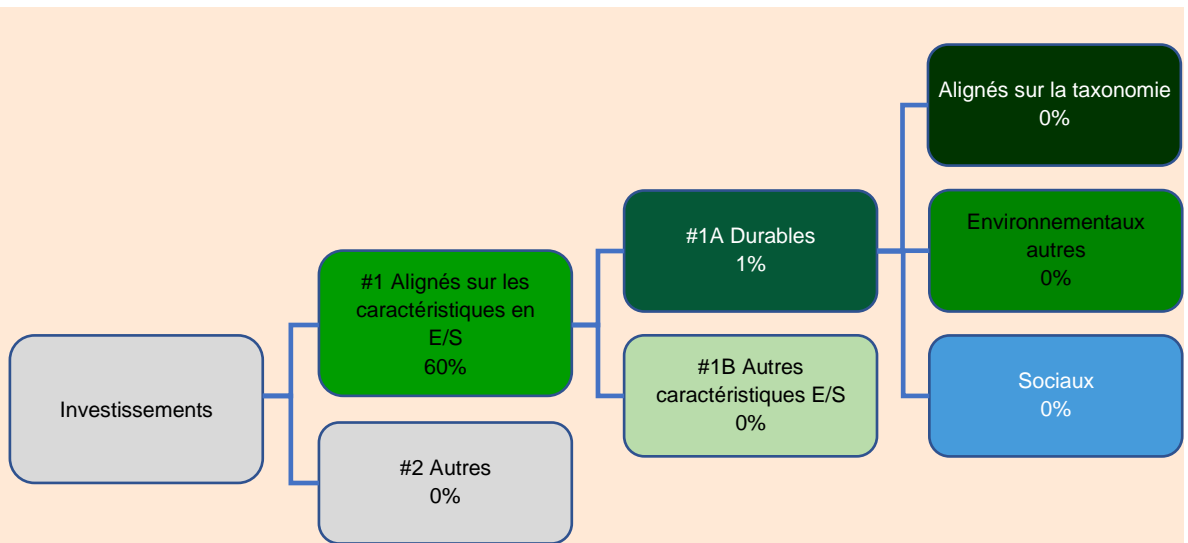 Investissements
#1 Alignés sur les
caractéristiques en
E/S
60%
#2 Autres
0%
#1A Durables
1%
#1B Autres
caractéristiques E/S
0%
Alignés sur la taxonomie
0%
Environnementaux
autres
0%
Sociaux
0%